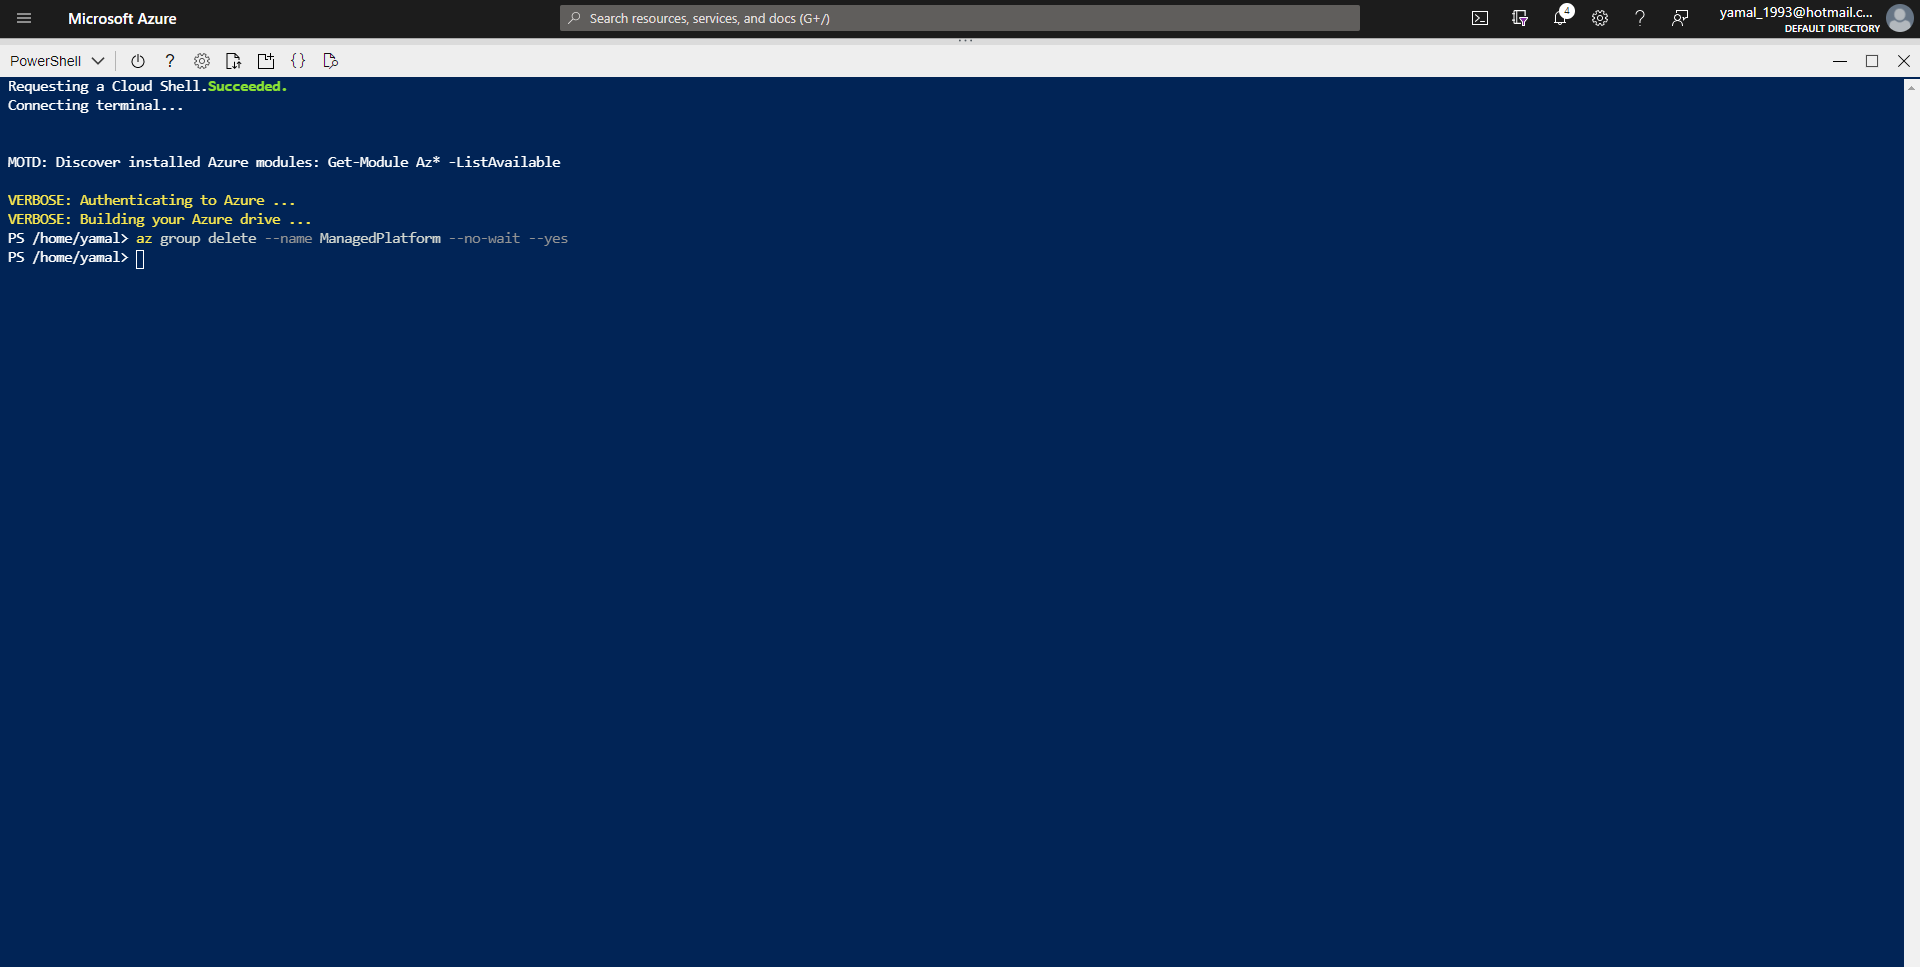 Microsoft Azure
Search resources, services, and docs (G+/)
4
yamal_1993@hotmail.c...
DEFAULT DIRECTORY
PowerShell
Requesting a Cloud Shell.Succeeded.
Connecting terminal...
MOTD: Discover installed Azure modules: Get-Module Az* -ListAvailable
VERBOSE: Authenticating to Azure ...
VERBOSE: Building your Azure drive ...
PS /home/yamal> az group delete --name ManagedPlatform --no-wait --yes
PS /home/yamal>